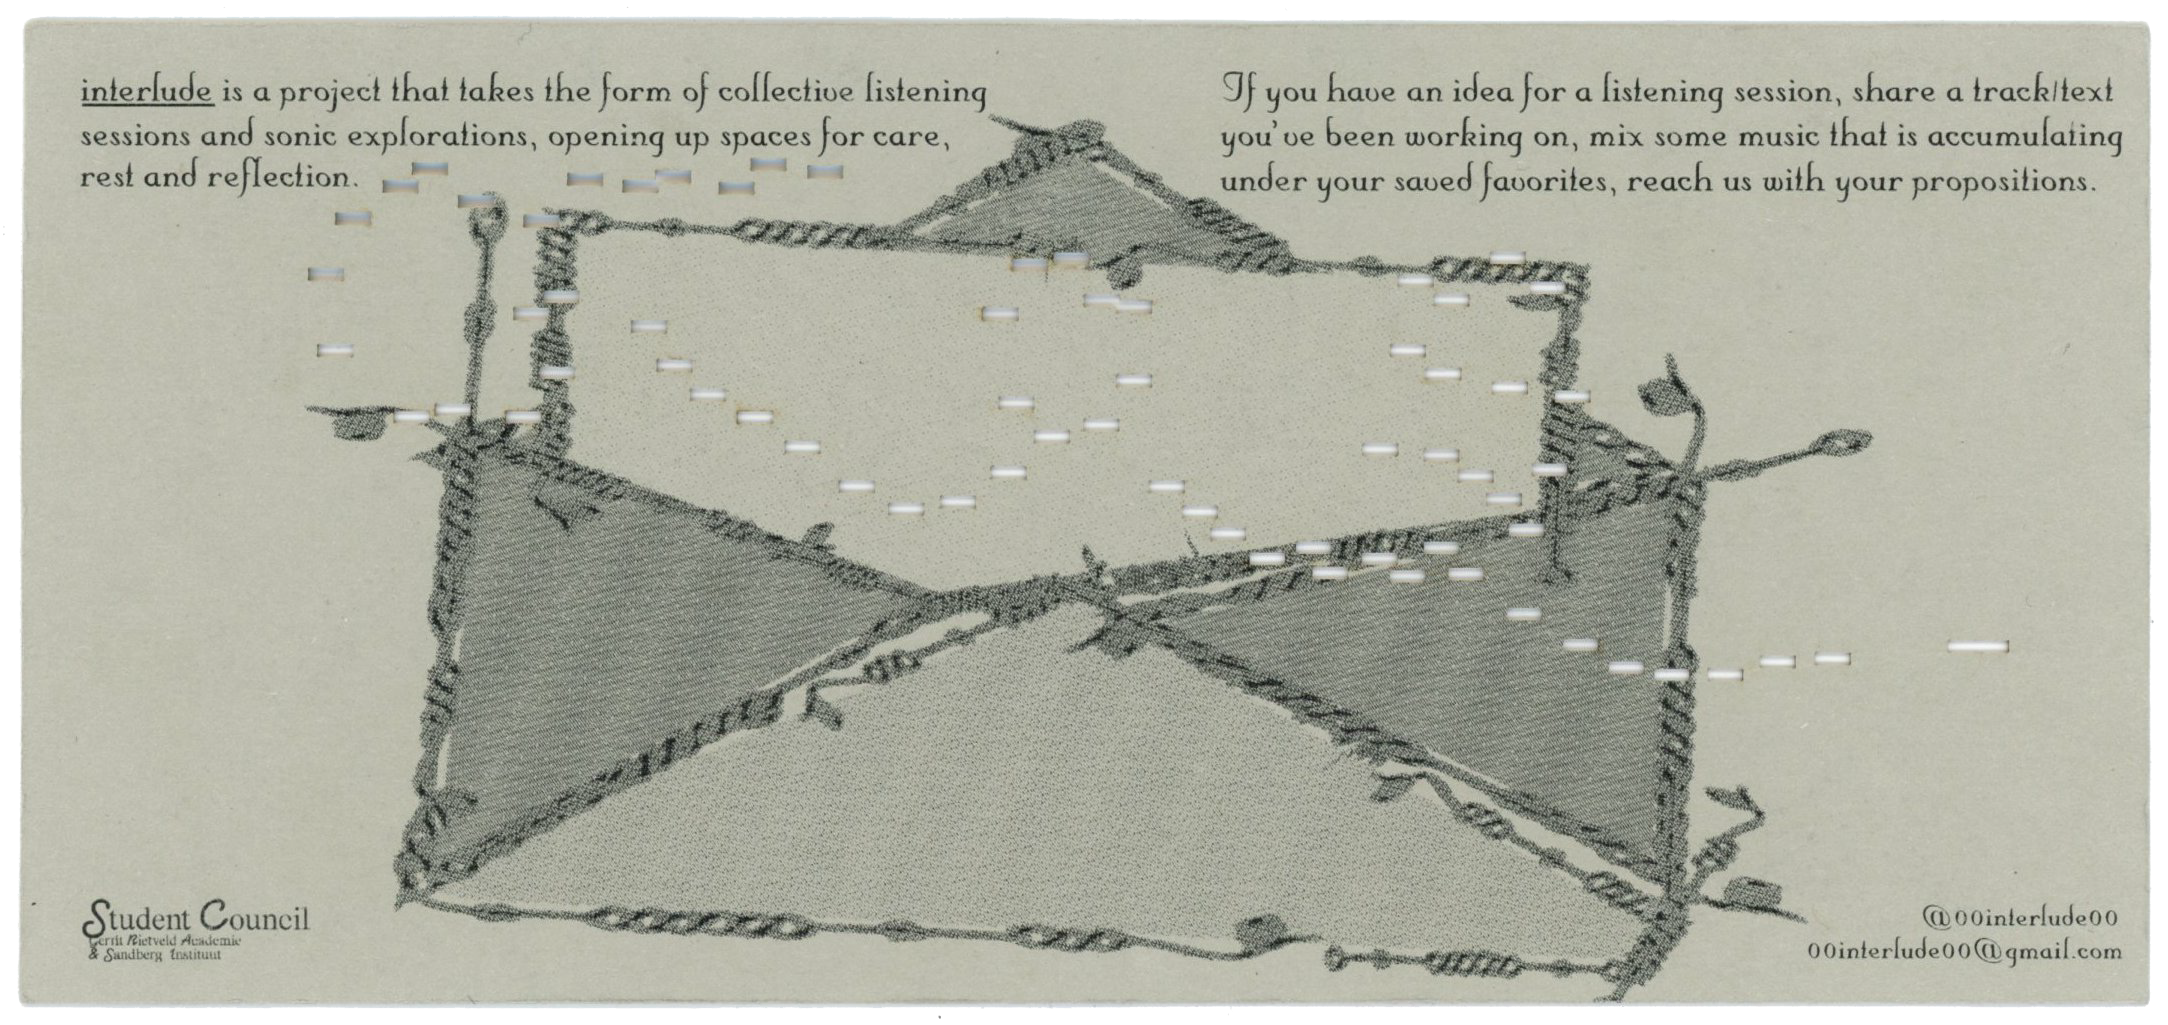 interlude is a project that takes the form of collective listening
sessions and sonic explorations, opening up spaces for care,
rest and reflection.
If you have an idea for a listening session, share a track/text
you've been working on, mix some music that is accumulating
under your saved favorites, reach us with your propositions.
Student Council
Gerrit Rietveld Academie
& Sandberg Instituut
@00interlude00
00interlude00@gmail.com